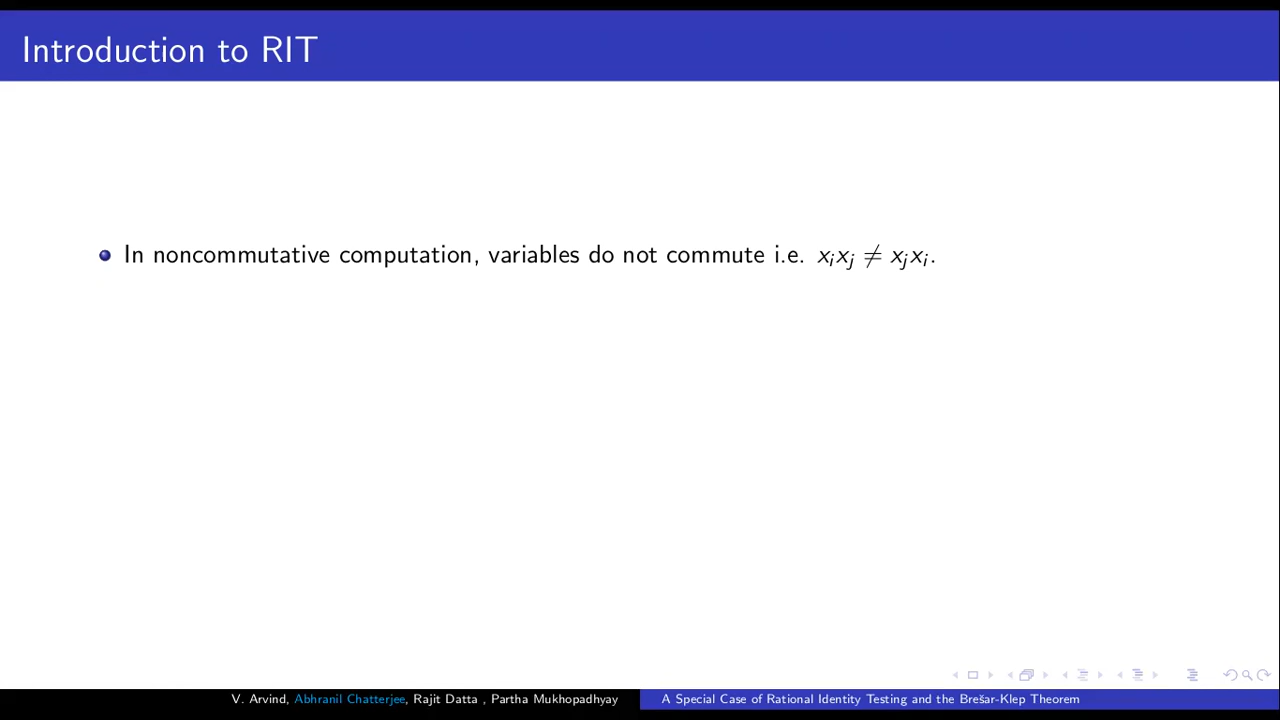 Introduction to RIT
In noncommutative computation, variables do not commute i.e. xᵢxⱼ ≠ xⱼxᵢ.
V. Arvind, Abhranil Chatterjee, Rajit Datta , Partha Mukhopadhyay
A Special Case of Rational Identity Testing and the Brešar-Klep Theorem